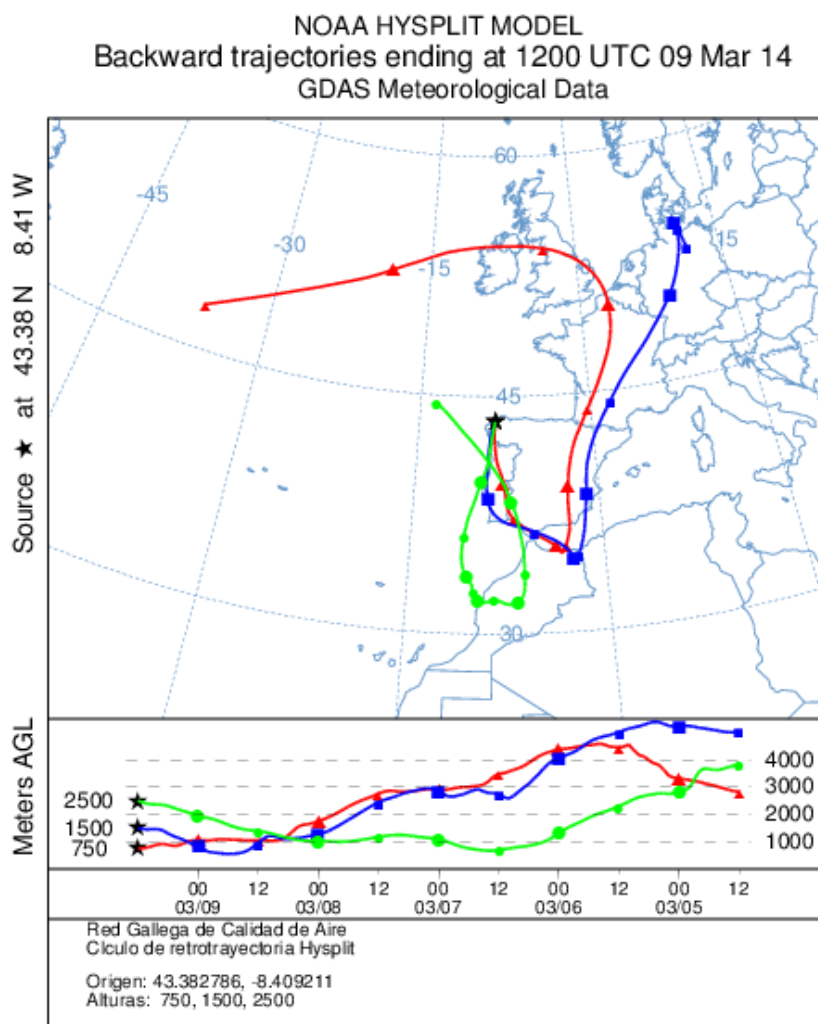 NOAA HYSPLIT MODEL
Backward trajectories ending at 1200 UTC 09 Mar 14
GDAS Meteorological Data
Source ★ at 43.38 N 8.41 W
-45
60
-30
-15
15
45
30
Meters AGL
2500
1500
750
4000
3000
2000
1000
00 12 00 12 00 12 00 12 00 12
03/09 03/08 03/07 03/06 03/05
Red Gallega de Calidad de Aire
Clculo de retrotrayectoria Hysplit
Origen: 43.382786, -8.409211
Alturas: 750, 1500, 2500